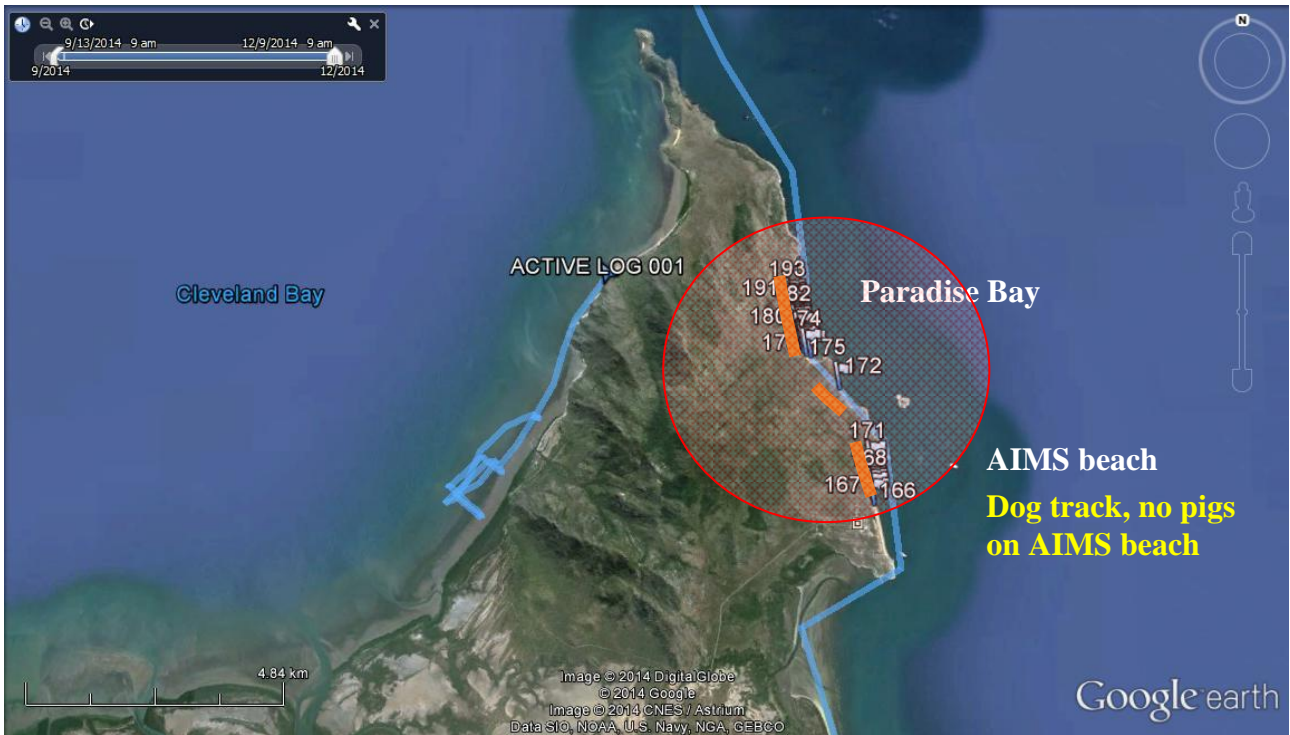 9/13/2014 9 am
12/9/2014 9 am
9/2014
12/2014
N
ACTIVE LOG 001
Cleveland Bay
193
191
82
Paradise Bay
180
74
17
175
172
171
68
AIMS beach
167
166
Dog track, no pigs
on AIMS beach
4.84 km
Image © 2014 DigitalGlobe
© 2014 Google
Image © 2014 CNES / Astrium
Data SIO, NOAA, U.S. Navy, NGA, GEBCO
Google earth